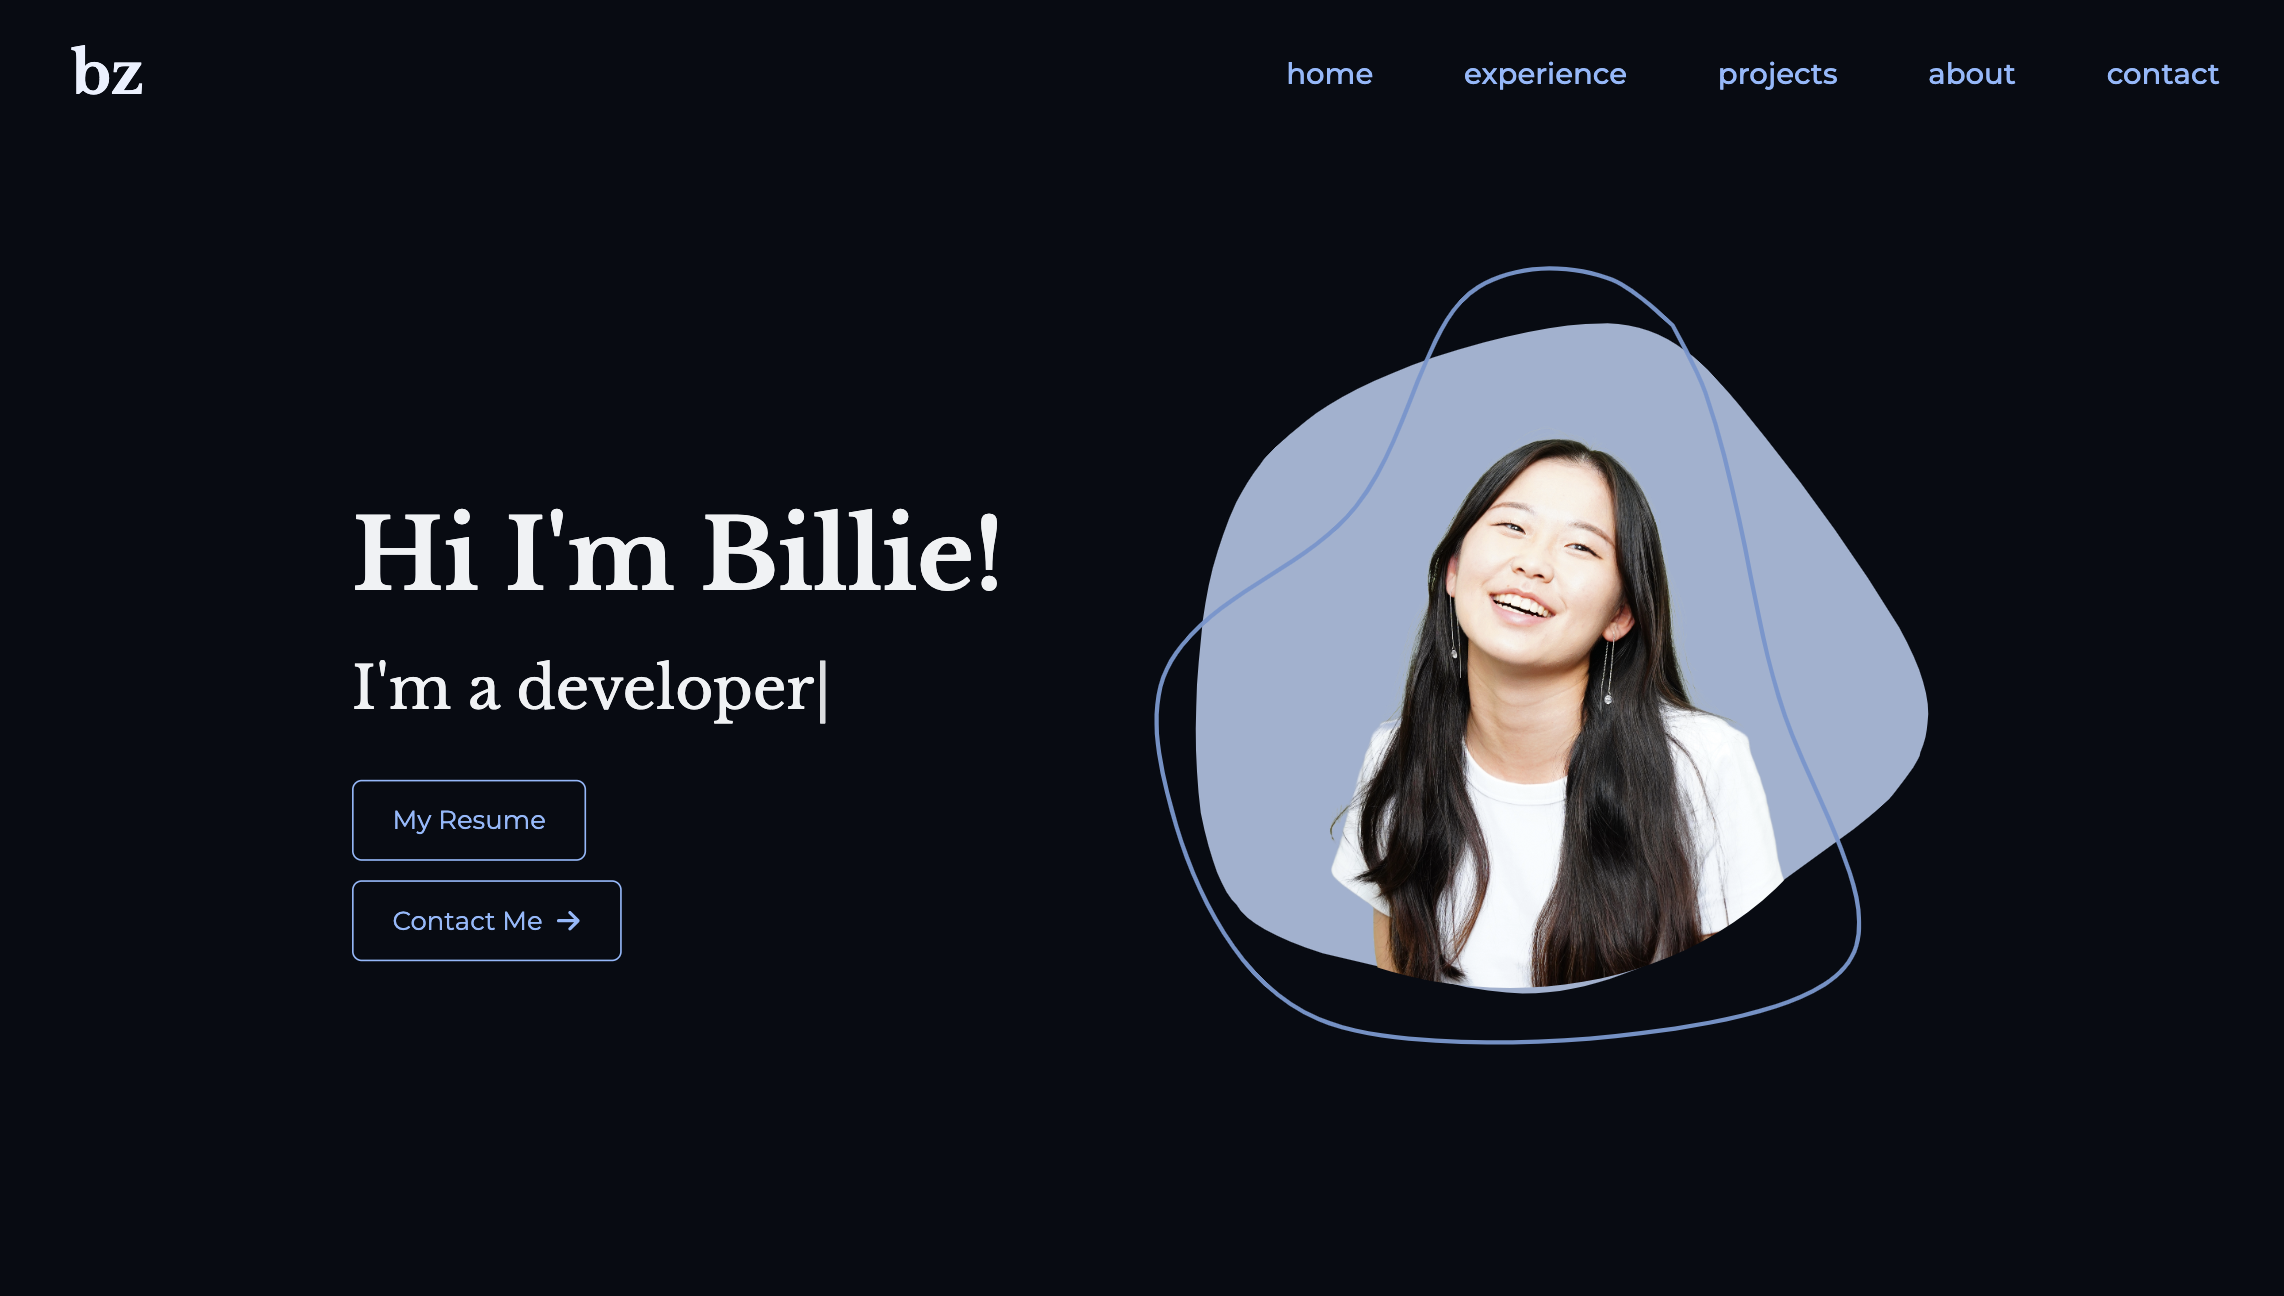 bz
home experience projects about contact
Hi I'm Billie!
I'm a developer|
My Resume
Contact Me →